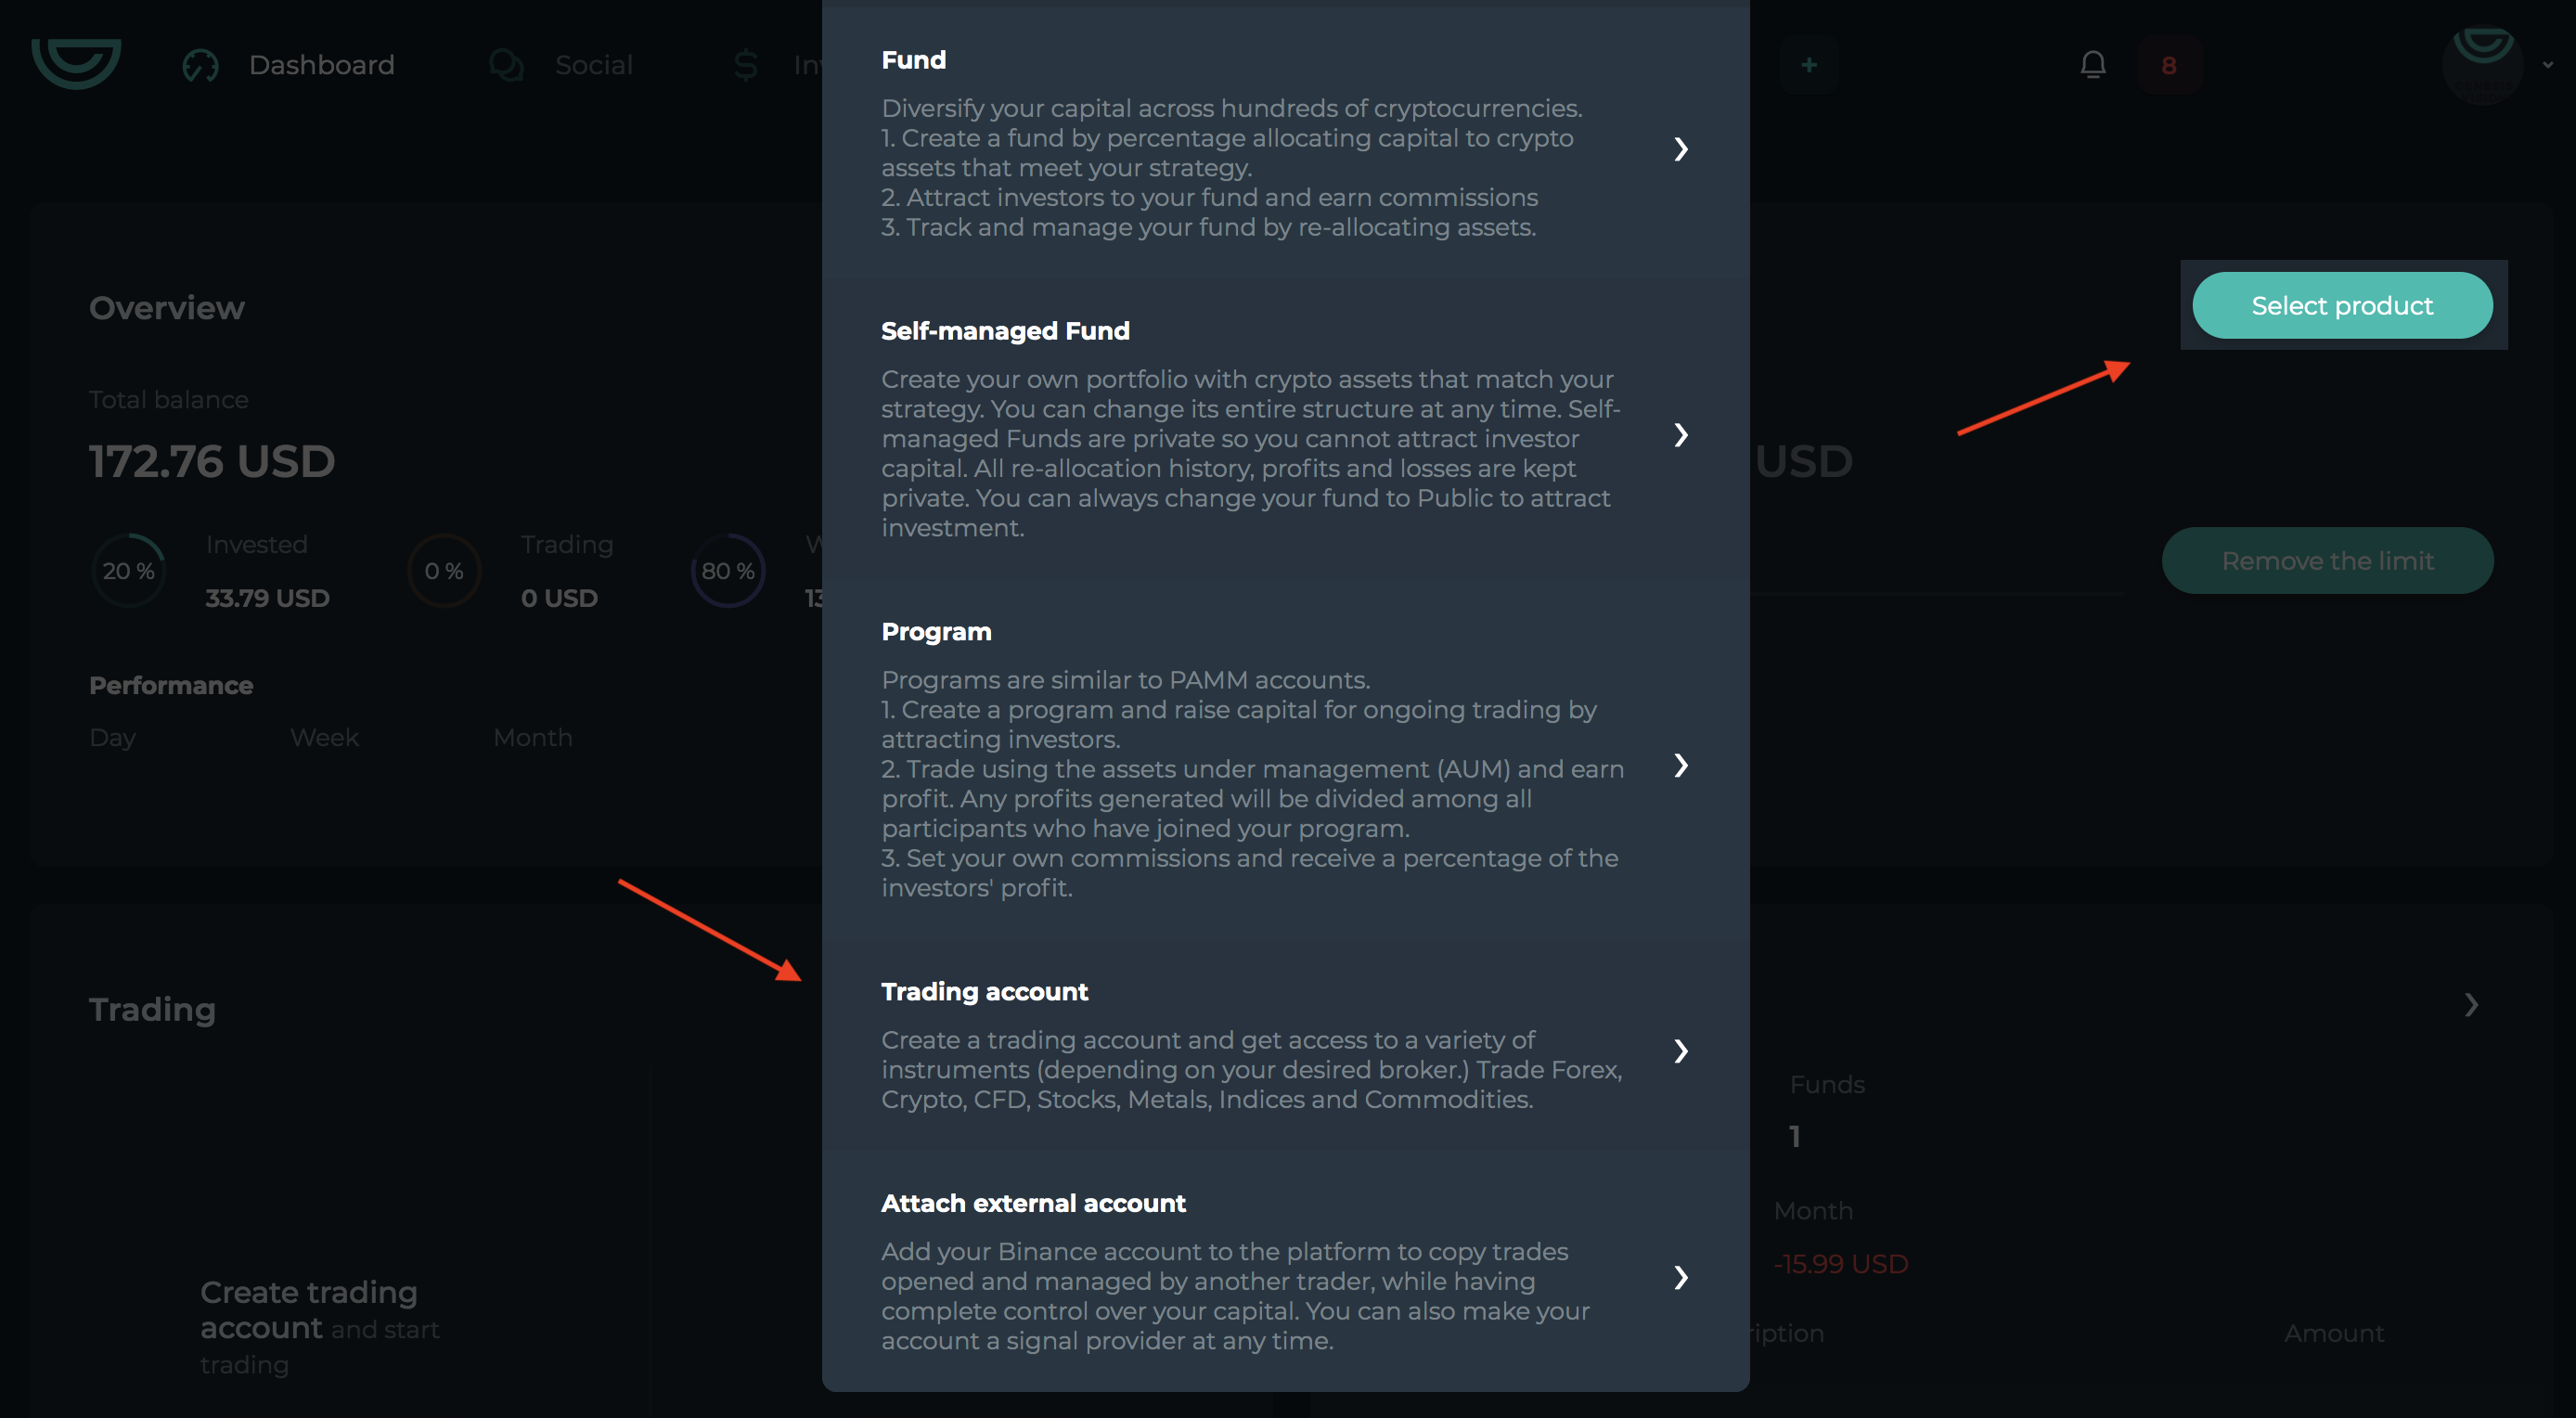 Dashboard
Social
In
+
8
Overview
Total balance
172.76 USD
20 %
Invested
33.79 USD
0 %
Trading
0 USD
80 %
W
13
Performance
Day
Week
Month
Trading
Create trading
account and start
trading
Fund
Diversify your capital across hundreds of cryptocurrencies.
1. Create a fund by percentage allocating capital to crypto
assets that meet your strategy.
2. Attract investors to your fund and earn commissions
3. Track and manage your fund by re-allocating assets.
Self-managed Fund
Create your own portfolio with crypto assets that match your
strategy. You can change its entire structure at any time. Self-
managed Funds are private so you cannot attract investor
capital. All re-allocation history, profits and losses are kept
private. You can always change your fund to Public to attract
investment.
Program
Programs are similar to PAMM accounts.
1. Create a program and raise capital for ongoing trading by
attracting investors.
2. Trade using the assets under management (AUM) and earn
profit. Any profits generated will be divided among all
participants who have joined your program.
3. Set your own commissions and receive a percentage of the
investors' profit.
Trading account
Create a trading account and get access to a variety of
instruments (depending on your desired broker.) Trade Forex,
Crypto, CFD, Stocks, Metals, Indices and Commodities.
Attach external account
Add your Binance account to the platform to copy trades
opened and managed by another trader, while having
complete control over your capital. You can also make your
account a signal provider at any time.
Select product
USD
Remove the limit
Funds
1
Month
-15.99 USD
ription
Amount